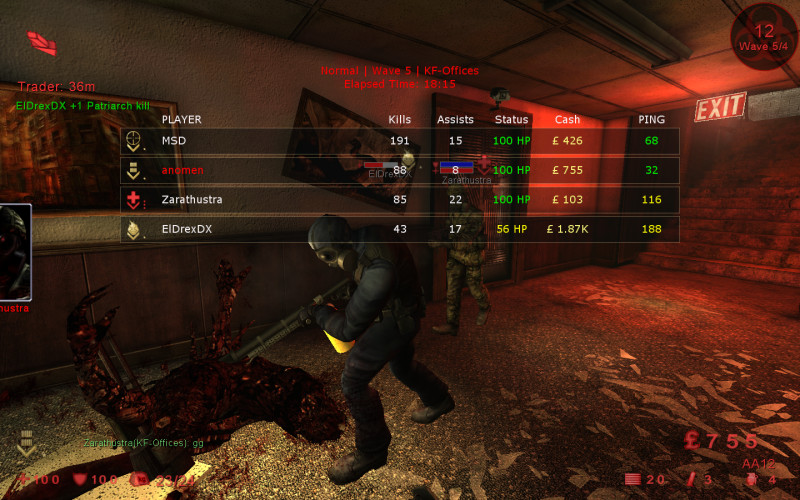 12
Wave 5/4
Normal | Wave 5 | KF-Offices
Elapsed Time: 18:15
Trader: 36m
ElDrexDX +1 Patriarch kill
EXIT
PLAYER Kills Assists Status Cash PING
MSD 191 15 100 HP £ 426 68
anomen 88 8 100 HP £ 755 32
ElDrexDX
Zarathustra
Zarathustra 85 22 100 HP £ 103 116
ElDrexDX 43 17 56 HP £ 1.87K 188
hustra
Zarathustra(KF-Offices): gg
£755
AA12
100 100
20 3 4